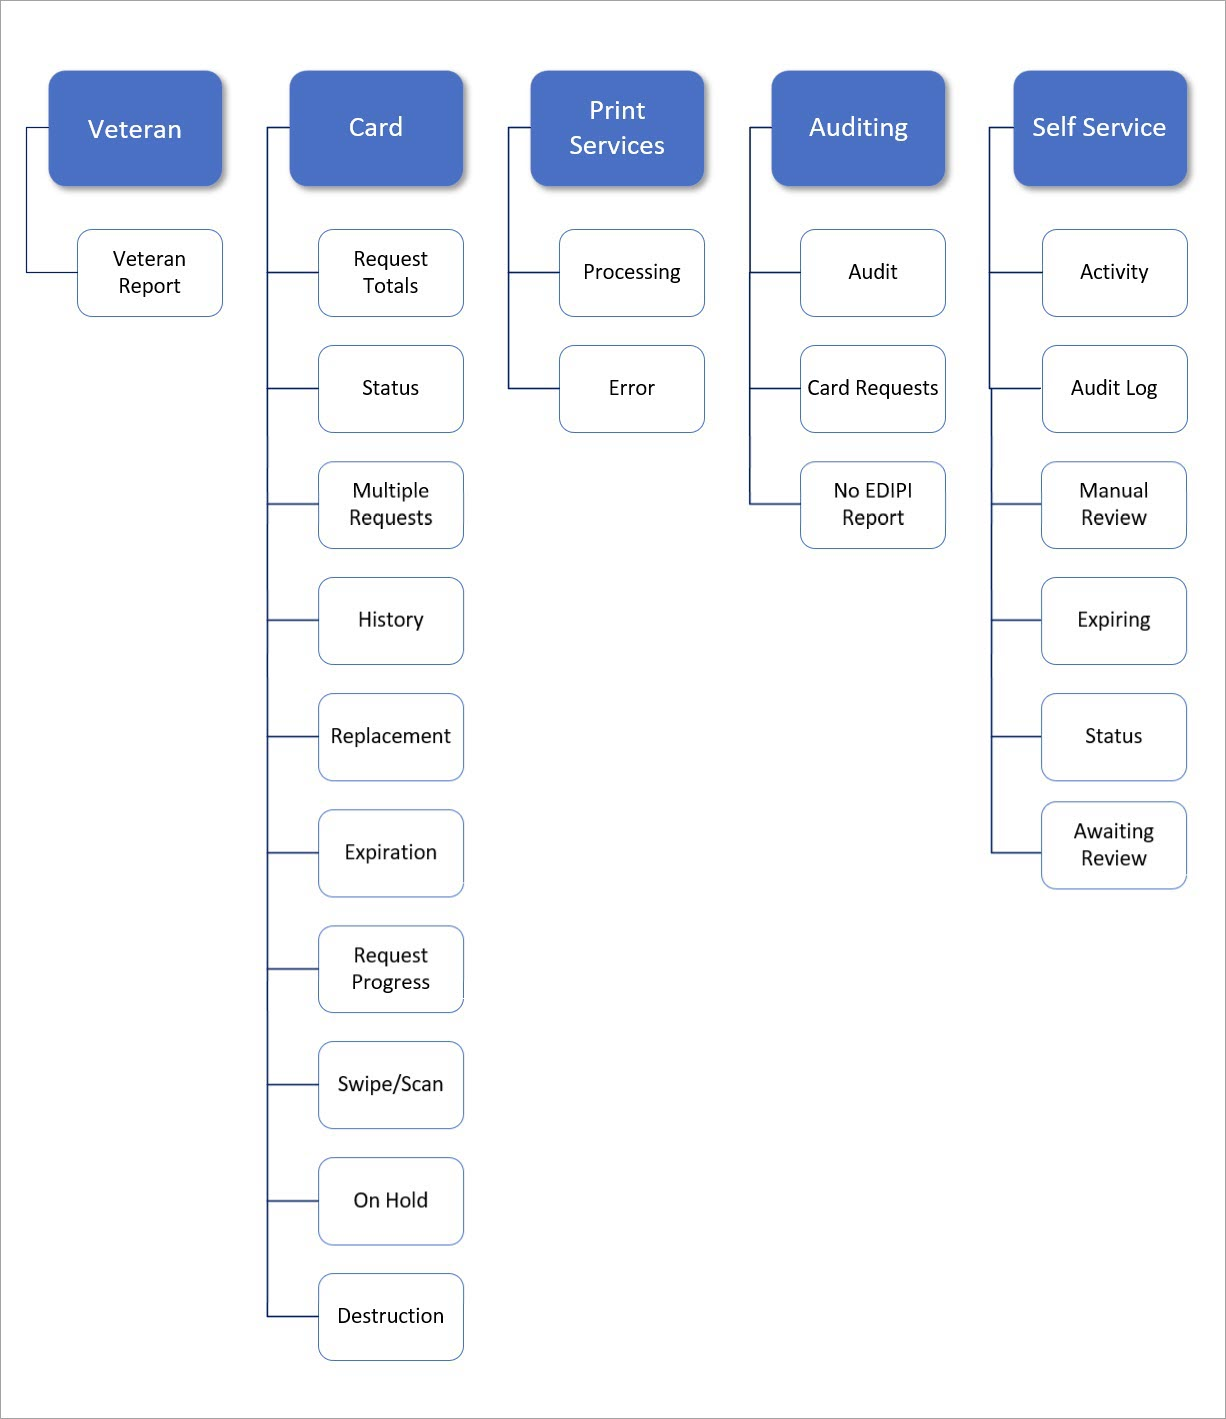 Veteran
Veteran
Report
Card
Request
Totals
Status
Multiple
Requests
History
Replacement
Expiration
Request
Progress
Swipe/Scan
On Hold
Destruction
Print
Services
Processing
Error
Auditing
Audit
Card Requests
No EDIPI
Report
Self Service
Activity
Audit Log
Manual
Review
Expiring
Status
Awaiting
Review